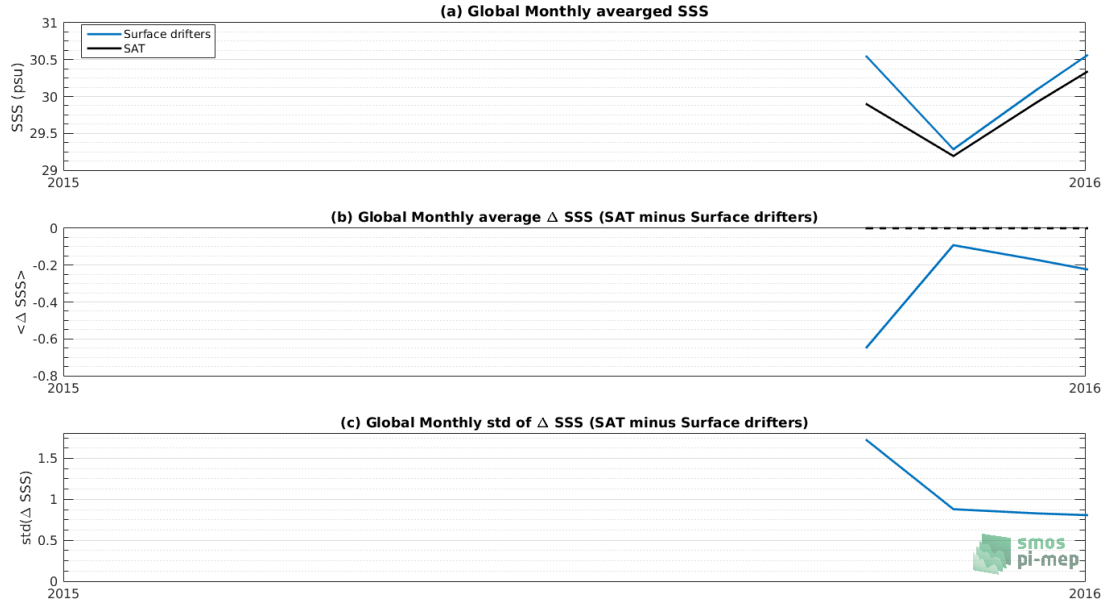 (a) Global Monthly avearged SSS
SSS (psu)
31
30.5
30
29.5
29
Surface drifters
SAT
2015
2016
(b) Global Monthly average Δ SSS (SAT minus Surface drifters)
<Δ SSS>
0
-0.2
-0.4
-0.6
-0.8
2015
2016
(c) Global Monthly std of Δ SSS (SAT minus Surface drifters)
std(Δ SSS)
1.5
1
0.5
0
2015
2016
smos
pi-mep